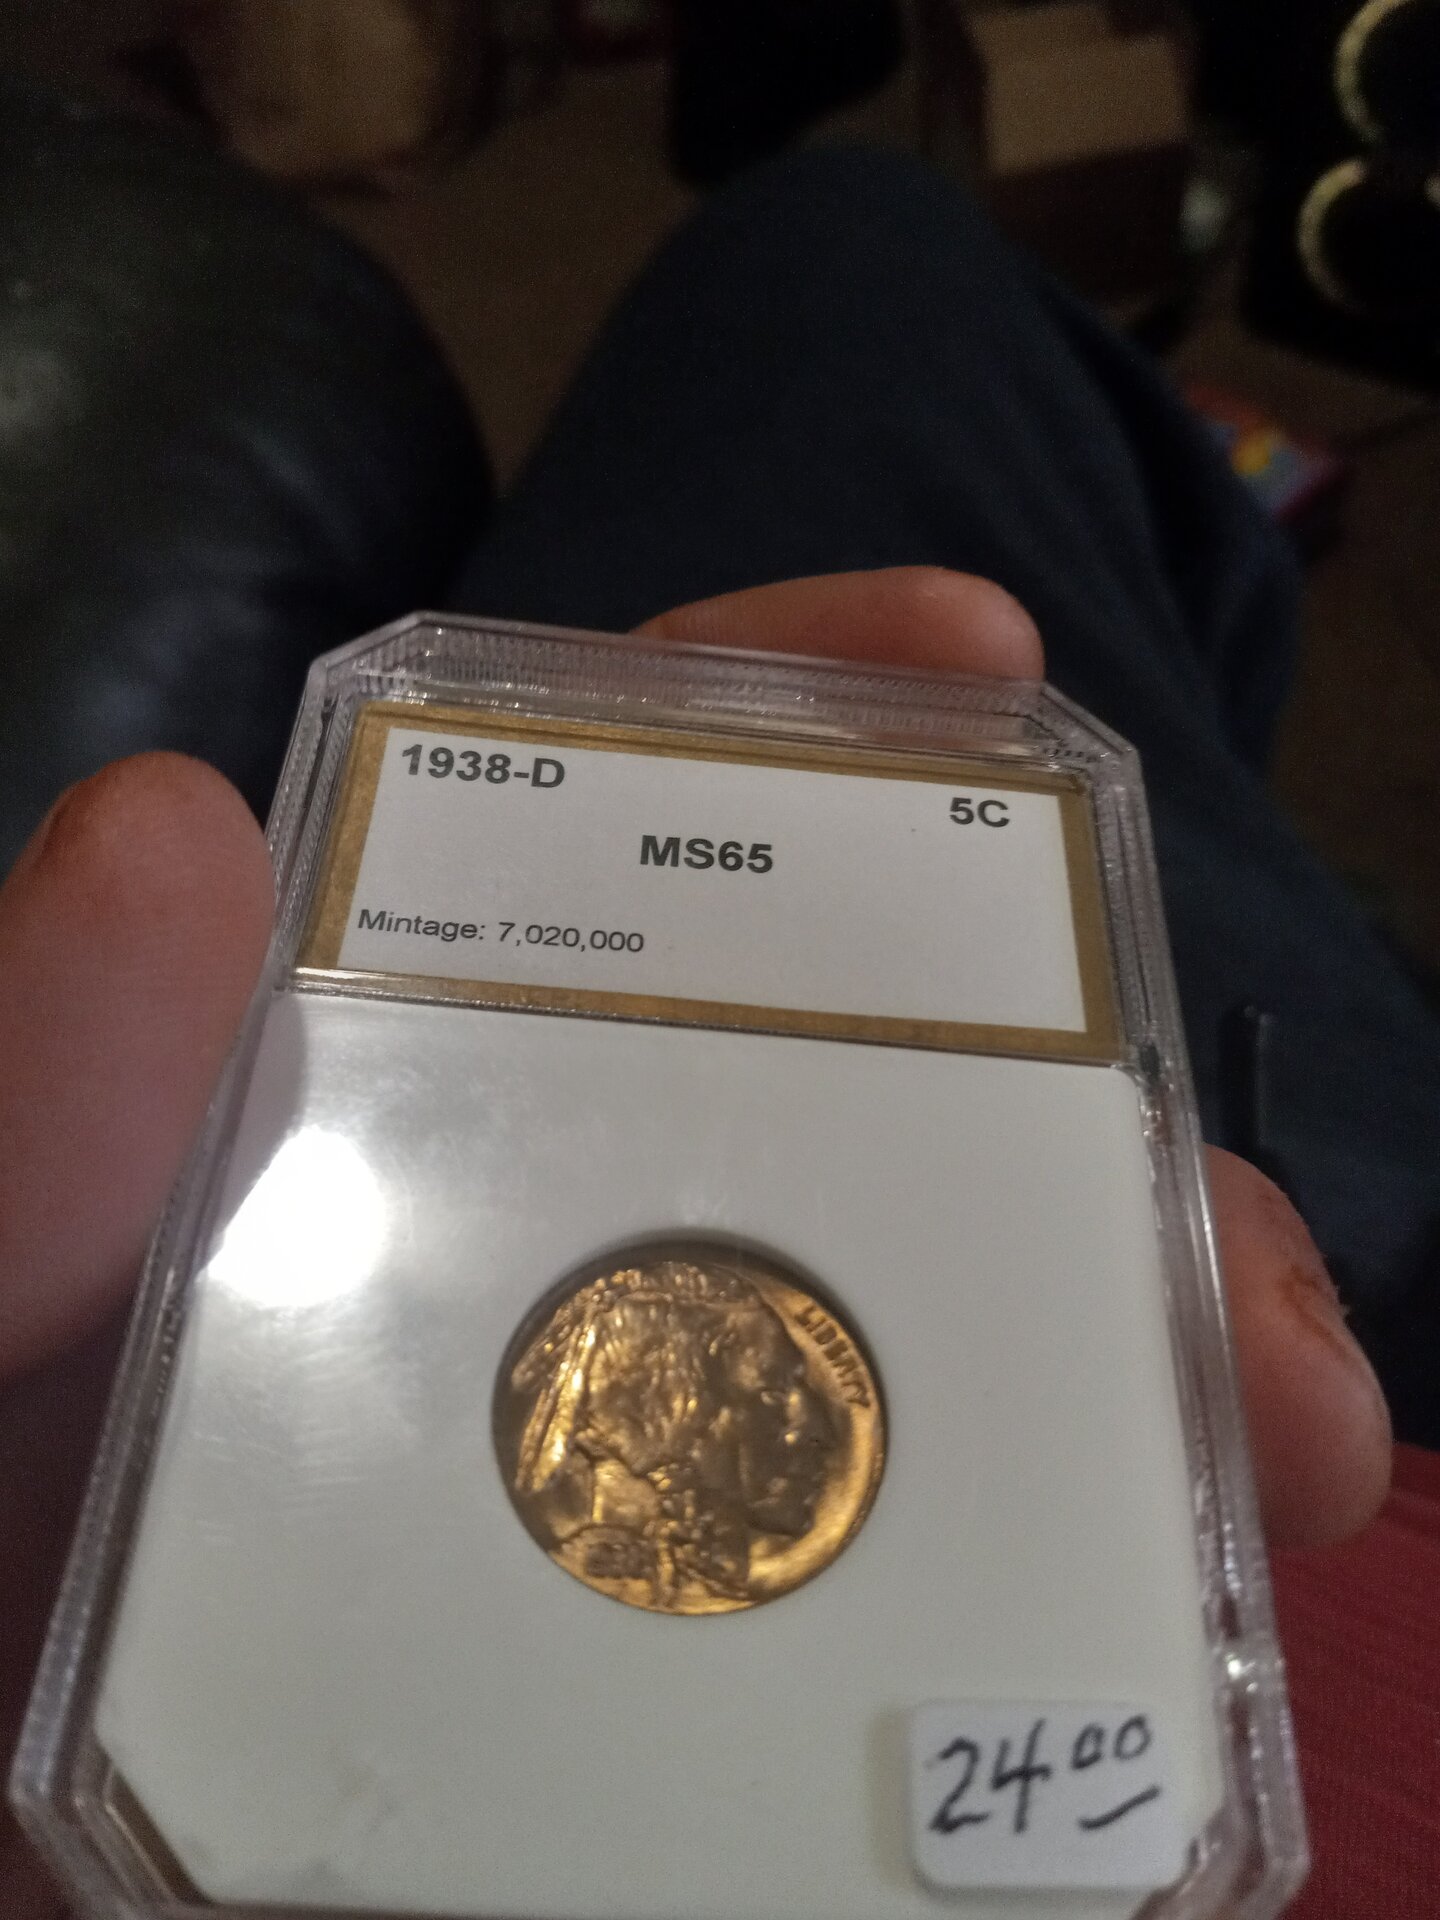 1938-D
5C
MS65
Mintage: 7,020,000
LIBERTY
24 00